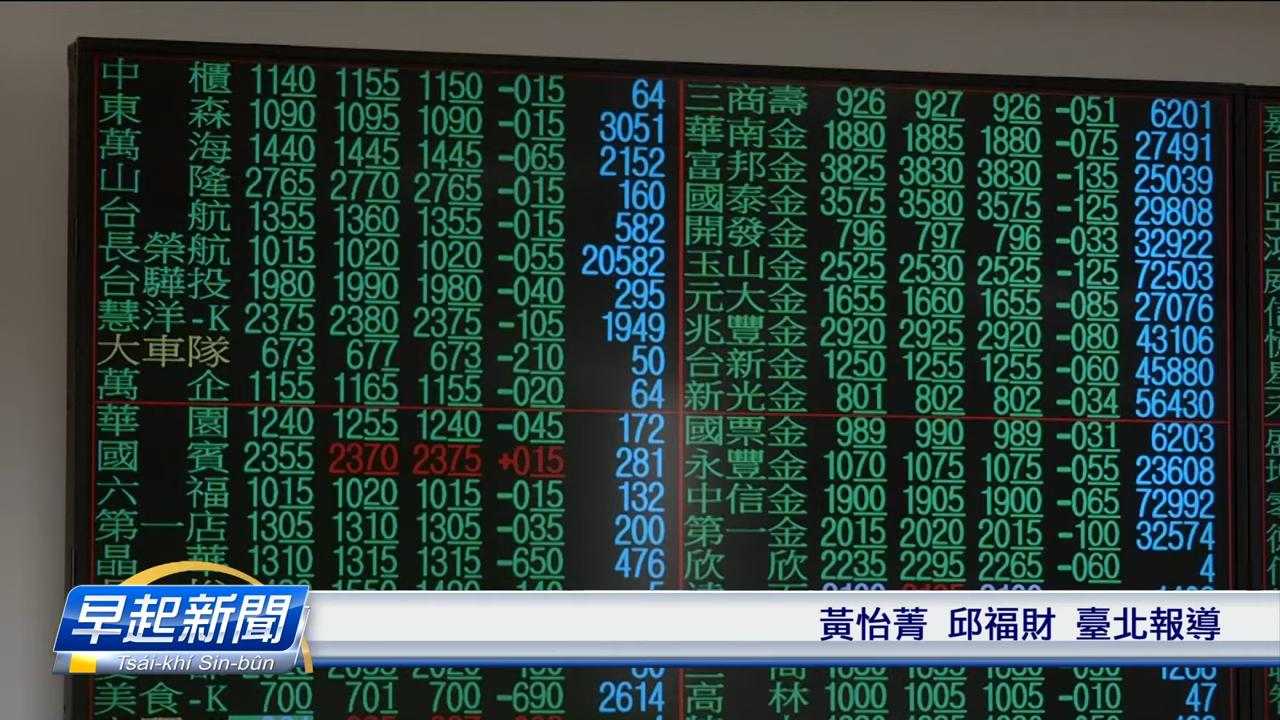 中櫃 1140 1155 1150 -015 64
東森 1090 1095 1090 -015 3051
萬海 1440 1445 1445 -065 2152
山隆 2765 2770 2765 -015 160
台航 1355 1360 1355 -015 582
長榮航 1015 1020 1020 -055 20582
台驊投 1980 1990 1980 -040 295
慧洋-K 2375 2380 2375 -105 1949
大車隊 673 677 673 -210 50
萬企 1155 1165 1155 -020 64
華園 1240 1255 1240 -045 172
國賓 2355 2370 2375 +015 281
六福 1015 1020 1015 -015 132
第一店 1305 1310 1305 -035 200
晶華 1310 1315 1315 -650 476
美食-K 700 701 700 -690 2614
三商壽 926 927 926 -051 6201
華南金 1880 1885 1880 -075 27491
富邦金 3825 3830 3830 -135 25039
國泰金 3575 3580 3575 -125 29808
開發金 796 797 796 -033 32922
玉山金 2525 2530 2525 -125 72503
元大金 1655 1660 1655 -085 27076
兆豐金 2920 2925 2920 -080 43106
台新金 1250 1255 1255 -060 45880
新光金 801 802 802 -034 56430
國票金 989 990 989 -031 6203
永豐金 1070 1075 1075 -055 23608
中信金 1900 1905 1900 -065 72992
第一金 2015 2020 2015 -100 32574
欣欣 2235 2295 2265 -060 4
高林 1000 1005 1005 -010 47
早起新聞
Tsái-khí Sin-bûn
黃怡菁 邱福財 臺北報導